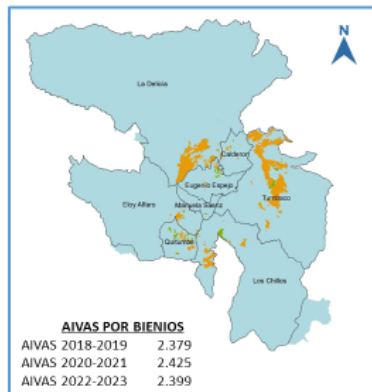 N
La Delicia
Calderón
Eugenio Espejo
Tumbaco
Manuela Sáenz
Eloy Alfaro
Quitumbe
Los Chillos
AIVAS POR BIENIOS
AIVAS 2018-2019 2.379
AIVAS 2020-2021 2.425
AIVAS 2022-2023 2.399